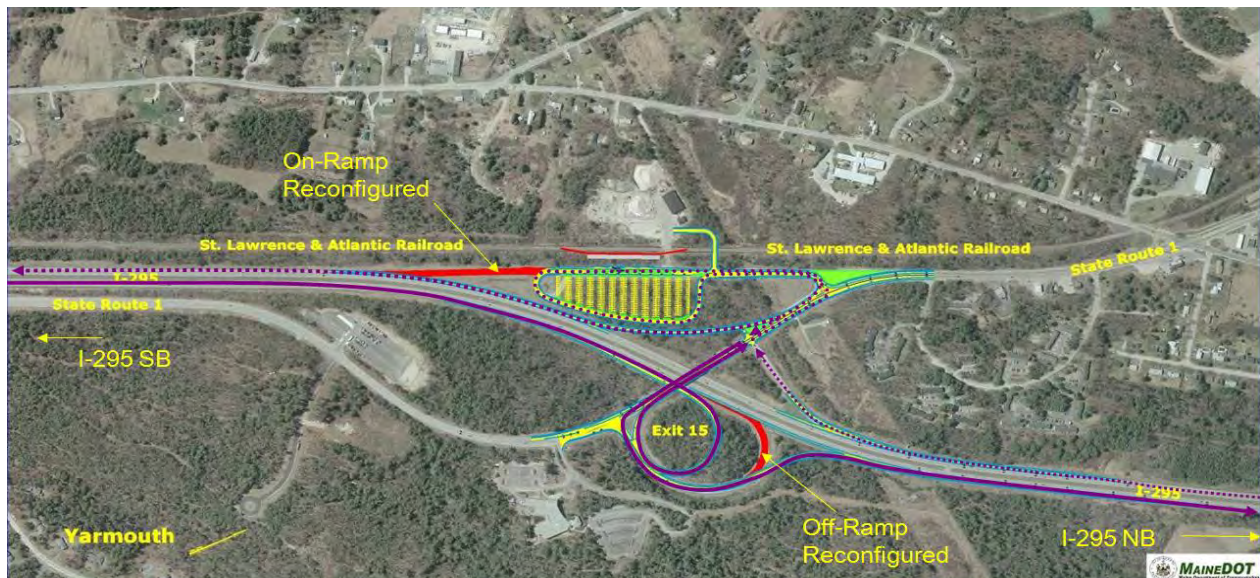 On-Ramp
Reconfigured
St. Lawrence & Atlantic Railroad
St. Lawrence & Atlantic Railroad
State Route 1
I-295
State Route 1
I-295 SB
Exit 15
I-295
Yarmouth
Off-Ramp
Reconfigured
I-295 NB
MAINEDOT